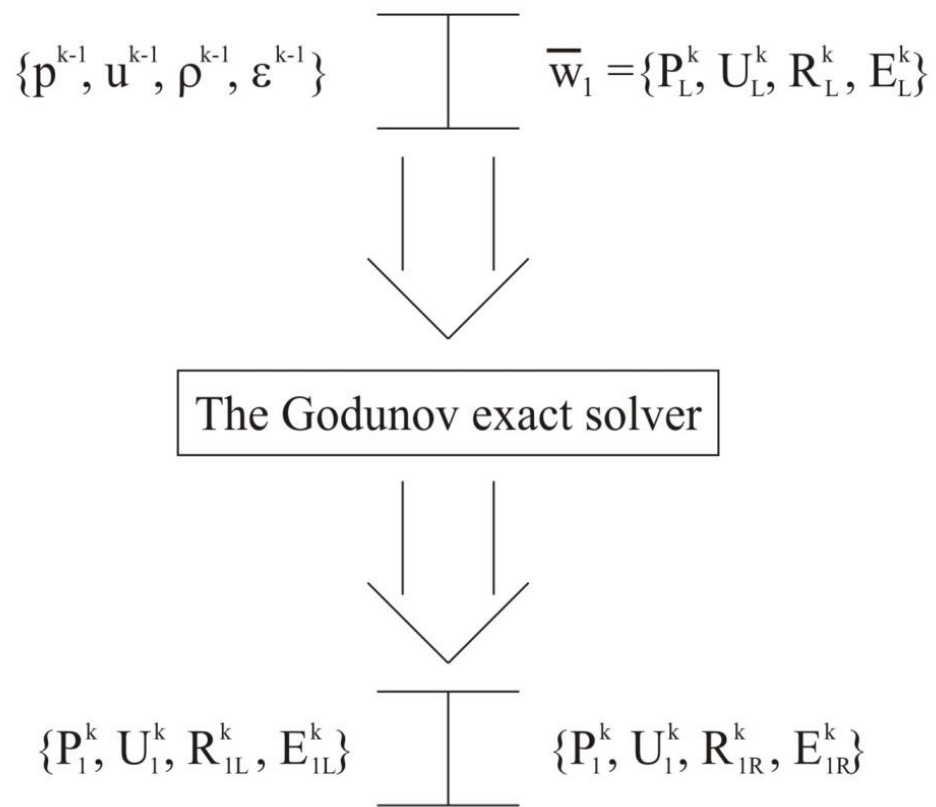 {p^{k-1}, u^{k-1}, ρ^{k-1}, ε^{k-1}} \overline{w}_1 ={P_L^k, U_L^k, R_L^k, E_L^k}
The Godunov exact solver
{P_1^k, U_1^k, R_{1L}^k, E_{1L}^k} {P_1^k, U_1^k, R_{1R}^k, E_{1R}^k}